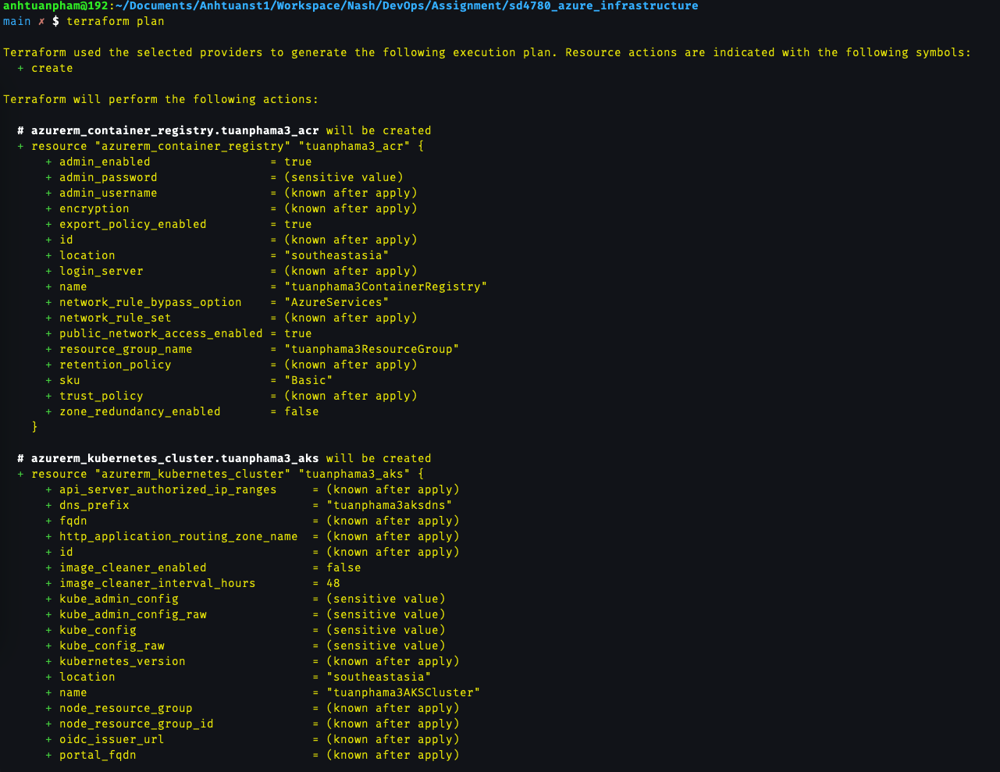 anhtuanpham@192:~/Documents/Anhtuanst1/Workspace/Nash/DevOps/Assignment/sd4780_azure_infrastructure
main ✗ $ terraform plan
Terraform used the selected providers to generate the following execution plan. Resource actions are indicated with the following symbols:
+ create
Terraform will perform the following actions:
# azurerm_container_registry.tuanphama3_acr will be created
+ resource "azurerm_container_registry" "tuanphama3_acr" {
+ admin_enabled = true
+ admin_password = (sensitive value)
+ admin_username = (known after apply)
+ encryption = (known after apply)
+ export_policy_enabled = true
+ id = (known after apply)
+ location = "southeastasia"
+ login_server = (known after apply)
+ name = "tuanphama3ContainerRegistry"
+ network_rule_bypass_option = "AzureServices"
+ network_rule_set = (known after apply)
+ public_network_access_enabled = true
+ resource_group_name = "tuanphama3ResourceGroup"
+ retention_policy = (known after apply)
+ sku = "Basic"
+ trust_policy = (known after apply)
+ zone_redundancy_enabled = false
}
# azurerm_kubernetes_cluster.tuanphama3_aks will be created
+ resource "azurerm_kubernetes_cluster" "tuanphama3_aks" {
+ api_server_authorized_ip_ranges = (known after apply)
+ dns_prefix = "tuanphama3aksdns"
+ fqdn = (known after apply)
+ http_application_routing_zone_name = (known after apply)
+ id = (known after apply)
+ image_cleaner_enabled = false
+ image_cleaner_interval_hours = 48
+ kube_admin_config = (sensitive value)
+ kube_admin_config_raw = (sensitive value)
+ kube_config = (sensitive value)
+ kube_config_raw = (sensitive value)
+ kubernetes_version = (known after apply)
+ location = "southeastasia"
+ name = "tuanphama3AKSCluster"
+ node_resource_group = (known after apply)
+ node_resource_group_id = (known after apply)
+ oidc_issuer_url = (known after apply)
+ portal_fqdn = (known after apply)